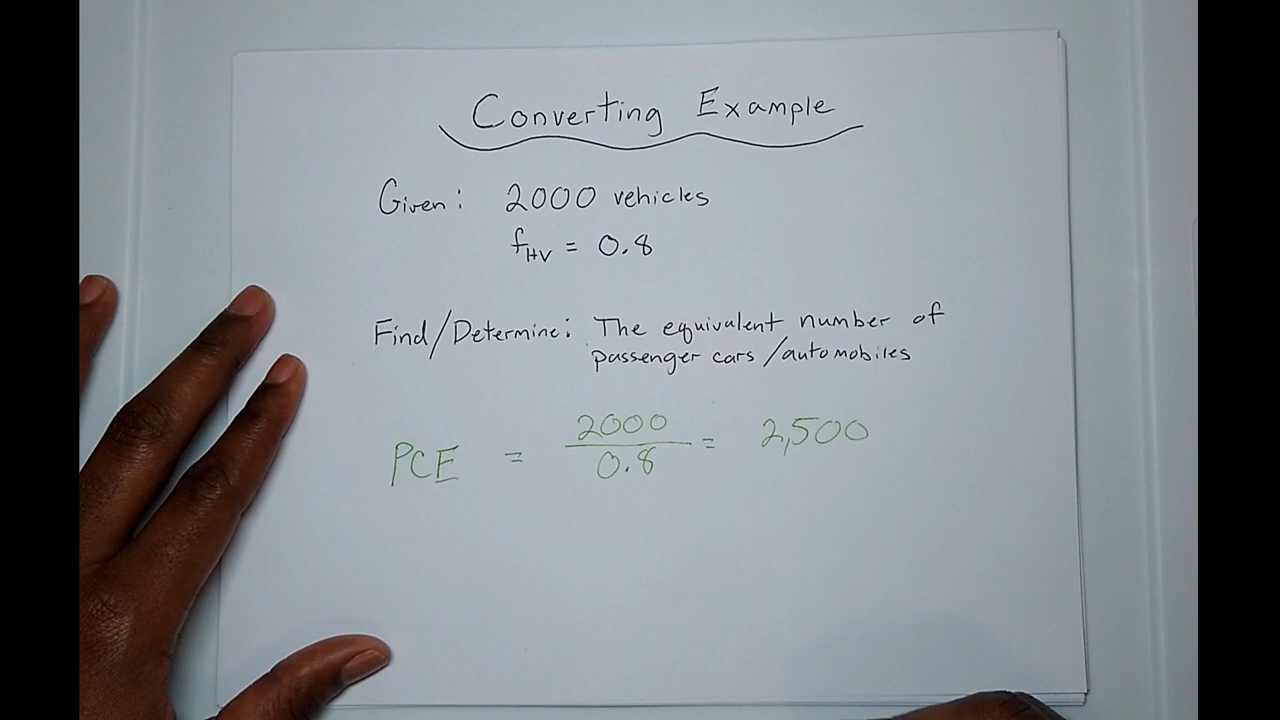 Converting Example
Given: 2000 vehicles
fHV = 0.8
Find/Determine: The equivalent number of
passenger cars/automobiles
PCE = 2000/0.8 = 2,500